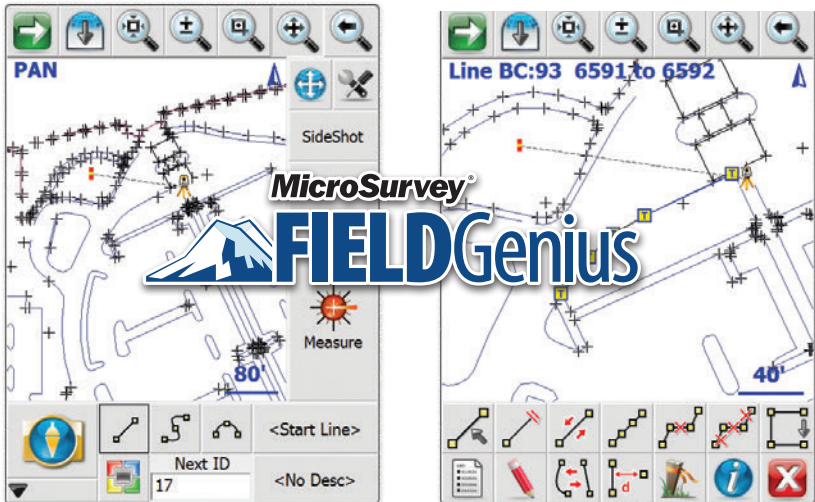 PAN
SideShot
80'
Measure
<Start Line>
Next ID
17
<No Desc>
MicroSurvey®
FIELDGenius
Line BC:93 6591 to 6592
T
T
T
T
40'
d